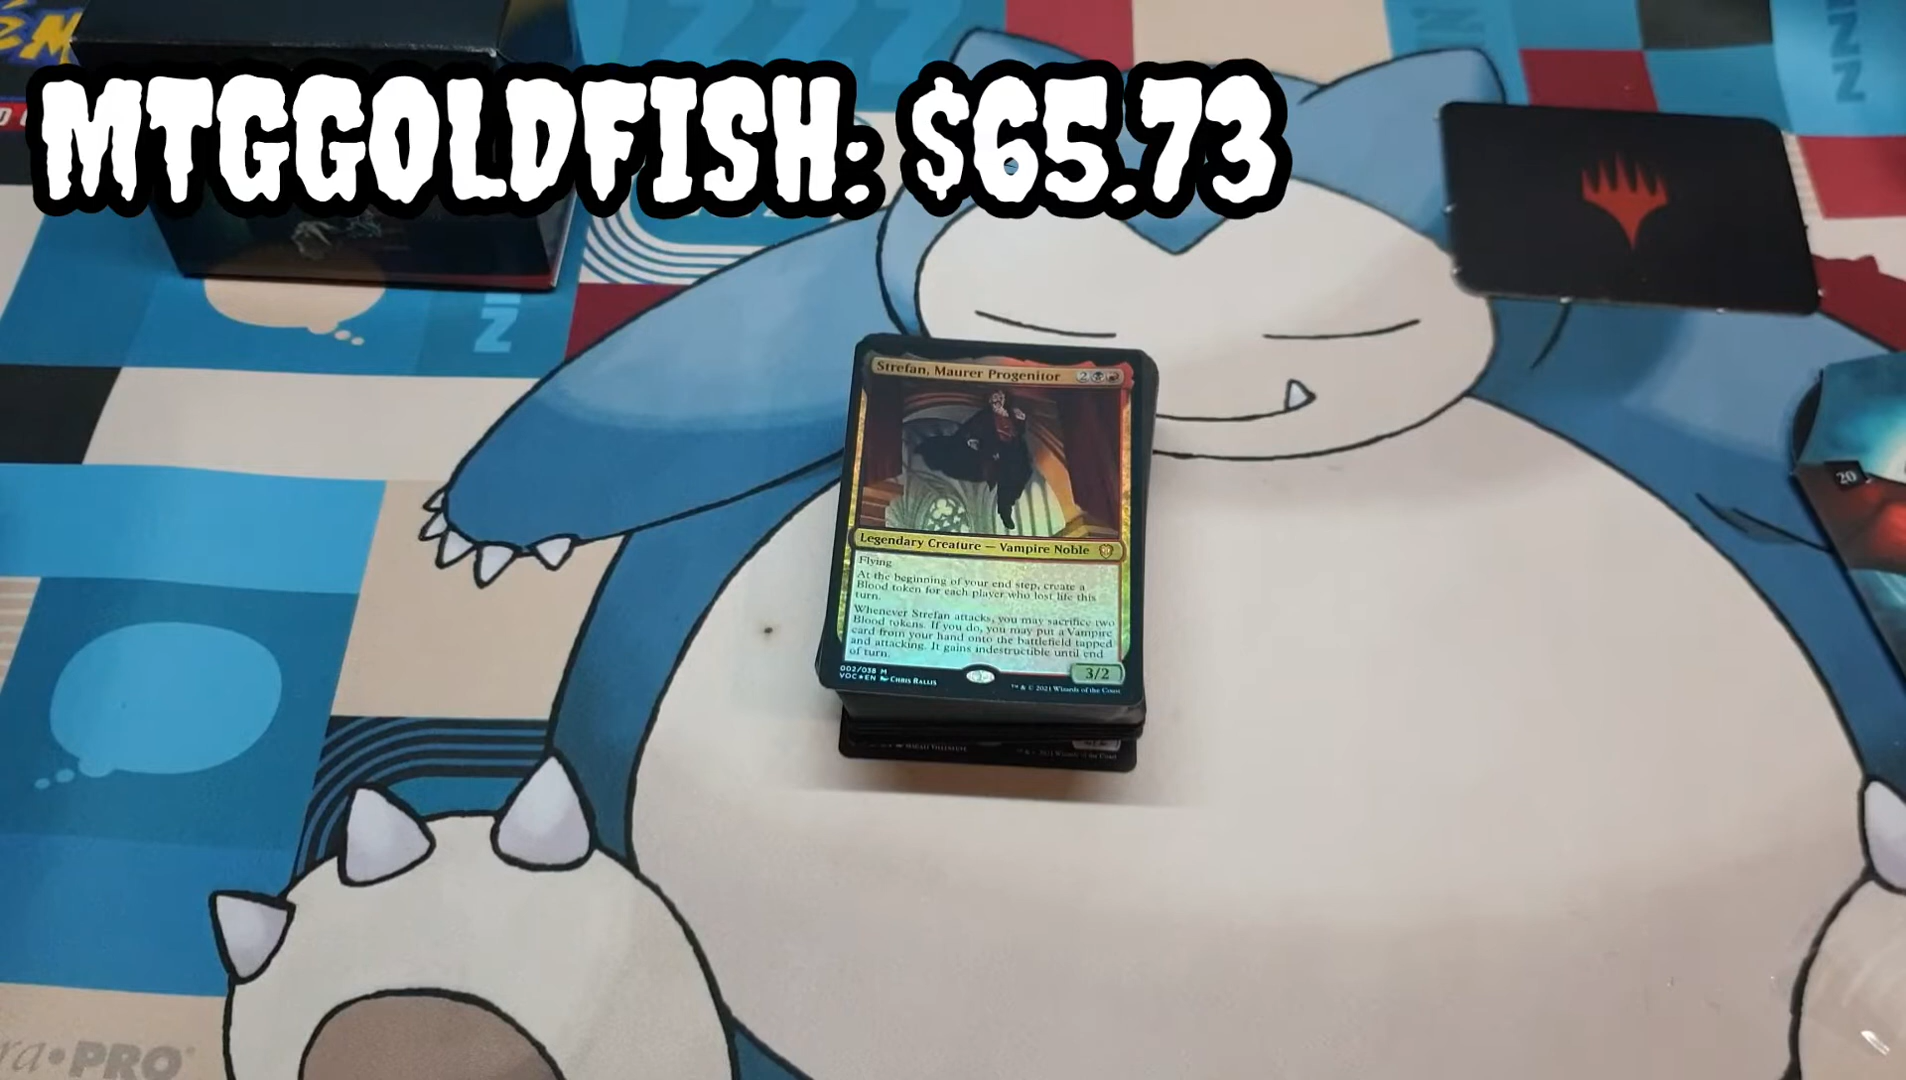 MTGGOLDFISH: $65.73
Strefan, Maurer Progenitor 2
Legendary Creature — Vampire Noble
Flying
At the beginning of your end step, create a
Blood token for each player who lost life this
turn.
Whenever Strefan attacks, you may sacrifice two
Blood tokens. If you do, you may put a Vampire
card from your hand onto the battlefield tapped
and attacking. It gains indestructible until end
of turn.
3/2
002/038 M
VOC★EN CHRIS RALLIS
™ & © 2021 Wizards of the Coast
20
PRO